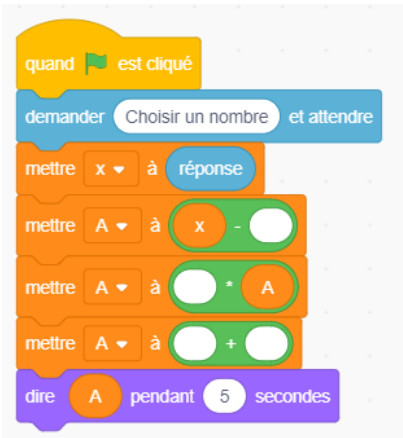 quand est cliqué
demander Choisir un nombre et attendre
mettre x à réponse
mettre A à x -
mettre A à * A
mettre A à +
dire A pendant 5 secondes